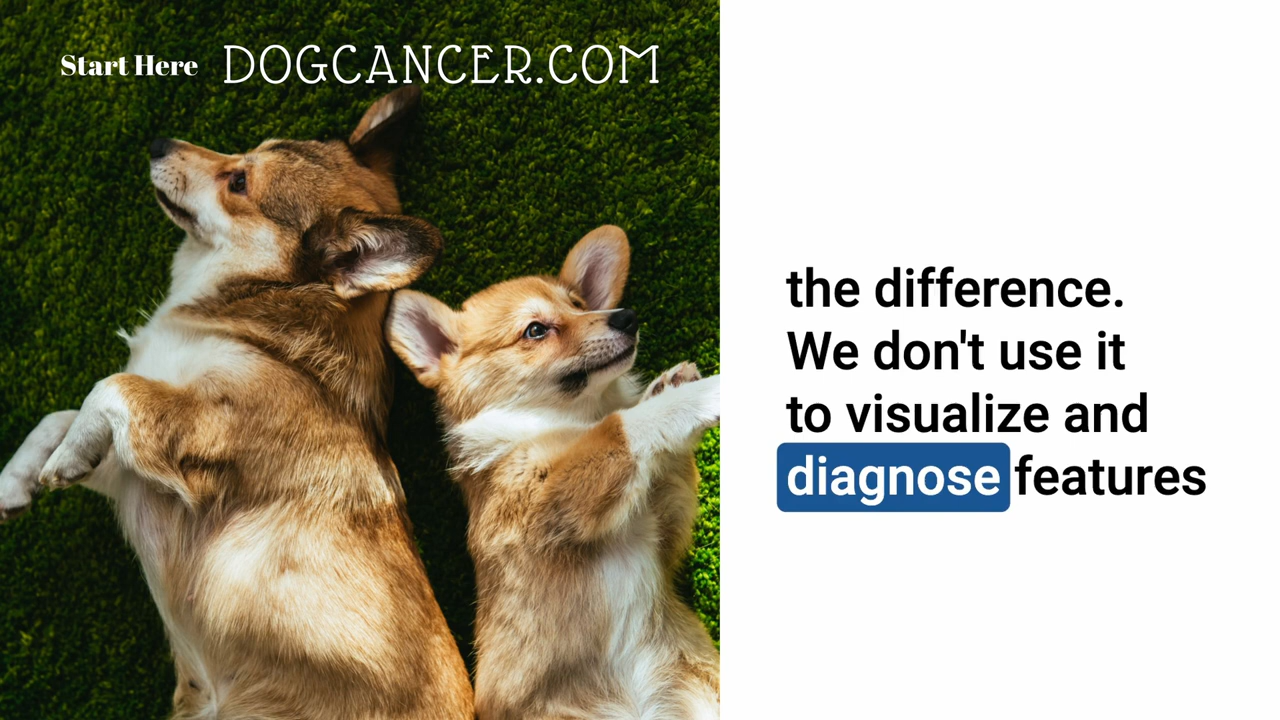 Start Here DOGCANCER.COM
the difference.
We don't use it
to visualize and
diagnose features